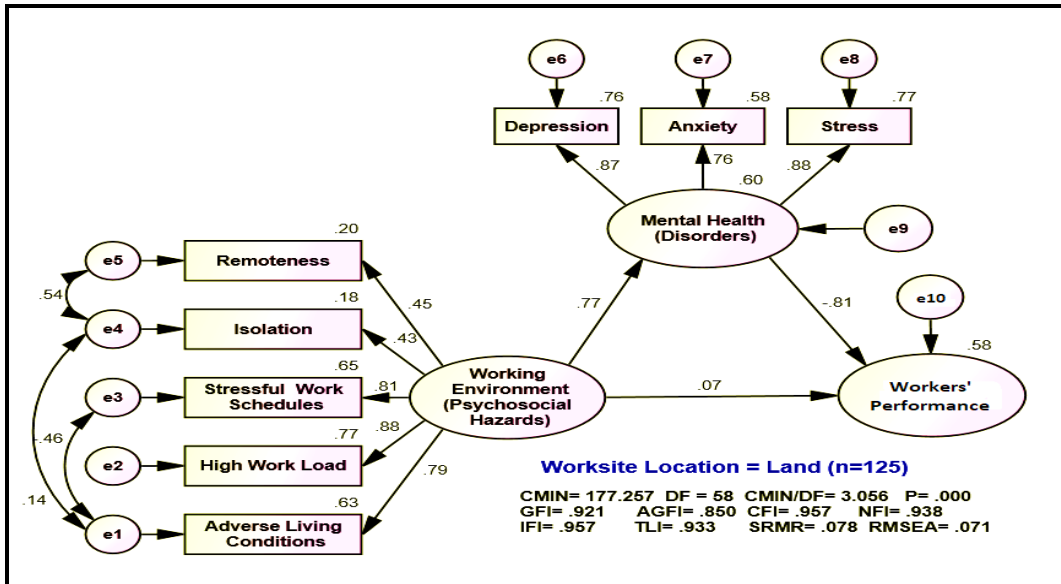 e6
e7
e8
.76
.58
.77
Depression
Anxiety
Stress
.87
.76
.88
.60
Mental Health
(Disorders)
e9
.20
e5
Remoteness
.54
.45
.77
-.81
e10
.18
e4
Isolation
.43
.58
.65
e3
Stressful Work
Schedules
.81
Working
Environment
(Psychosocial
Hazards)
.07
Workers'
Performance
-.46
.77
.88
e2
High Work Load
.79
.14
.63
e1
Adverse Living
Conditions
Worksite Location = Land (n=125)
CMIN= 177.257 DF = 58 CMIN/DF= 3.056 P= .000
GFI= .921 AGFI= .850 CFI= .957 NFI= .938
IFI= .957 TLI= .933 SRMR= .078 RMSEA= .071